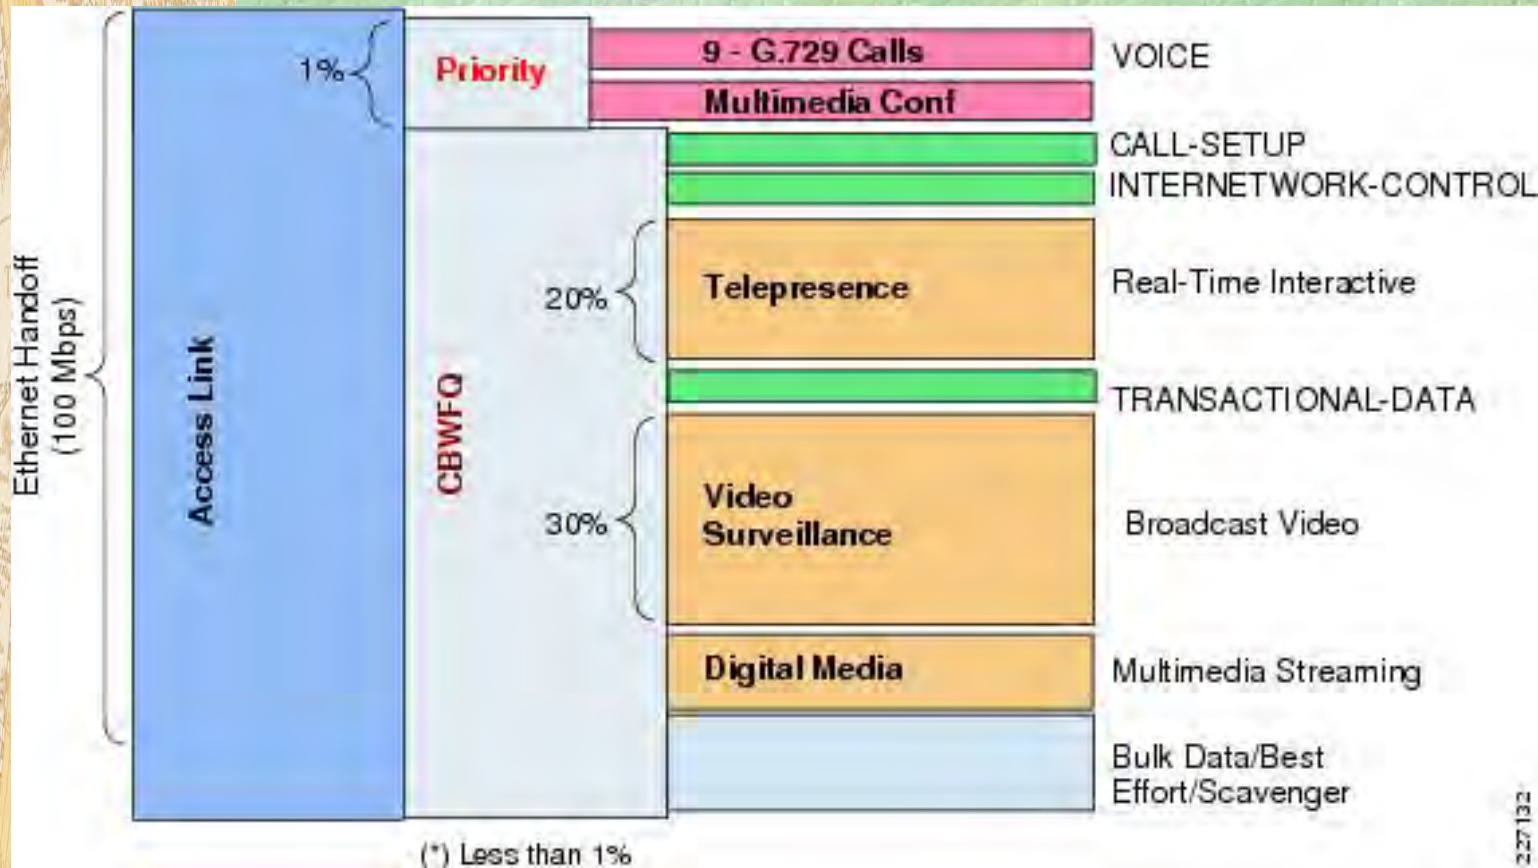 Ethernet Handoff
(100 Mbps)
Access Link
1%
Priority
9 - G.729 Calls
VOICE
Multimedia Conf
CALL-SETUP
INTERNETWORK-CONTROL
CBWFQ
20%
Telepresence
Real-Time Interactive
TRANSACTIONAL-DATA
30%
Video
Surveillance
Broadcast Video
Digital Media
Multimedia Streaming
Bulk Data/Best
Effort/Scavenger
(*) Less than 1%
227132